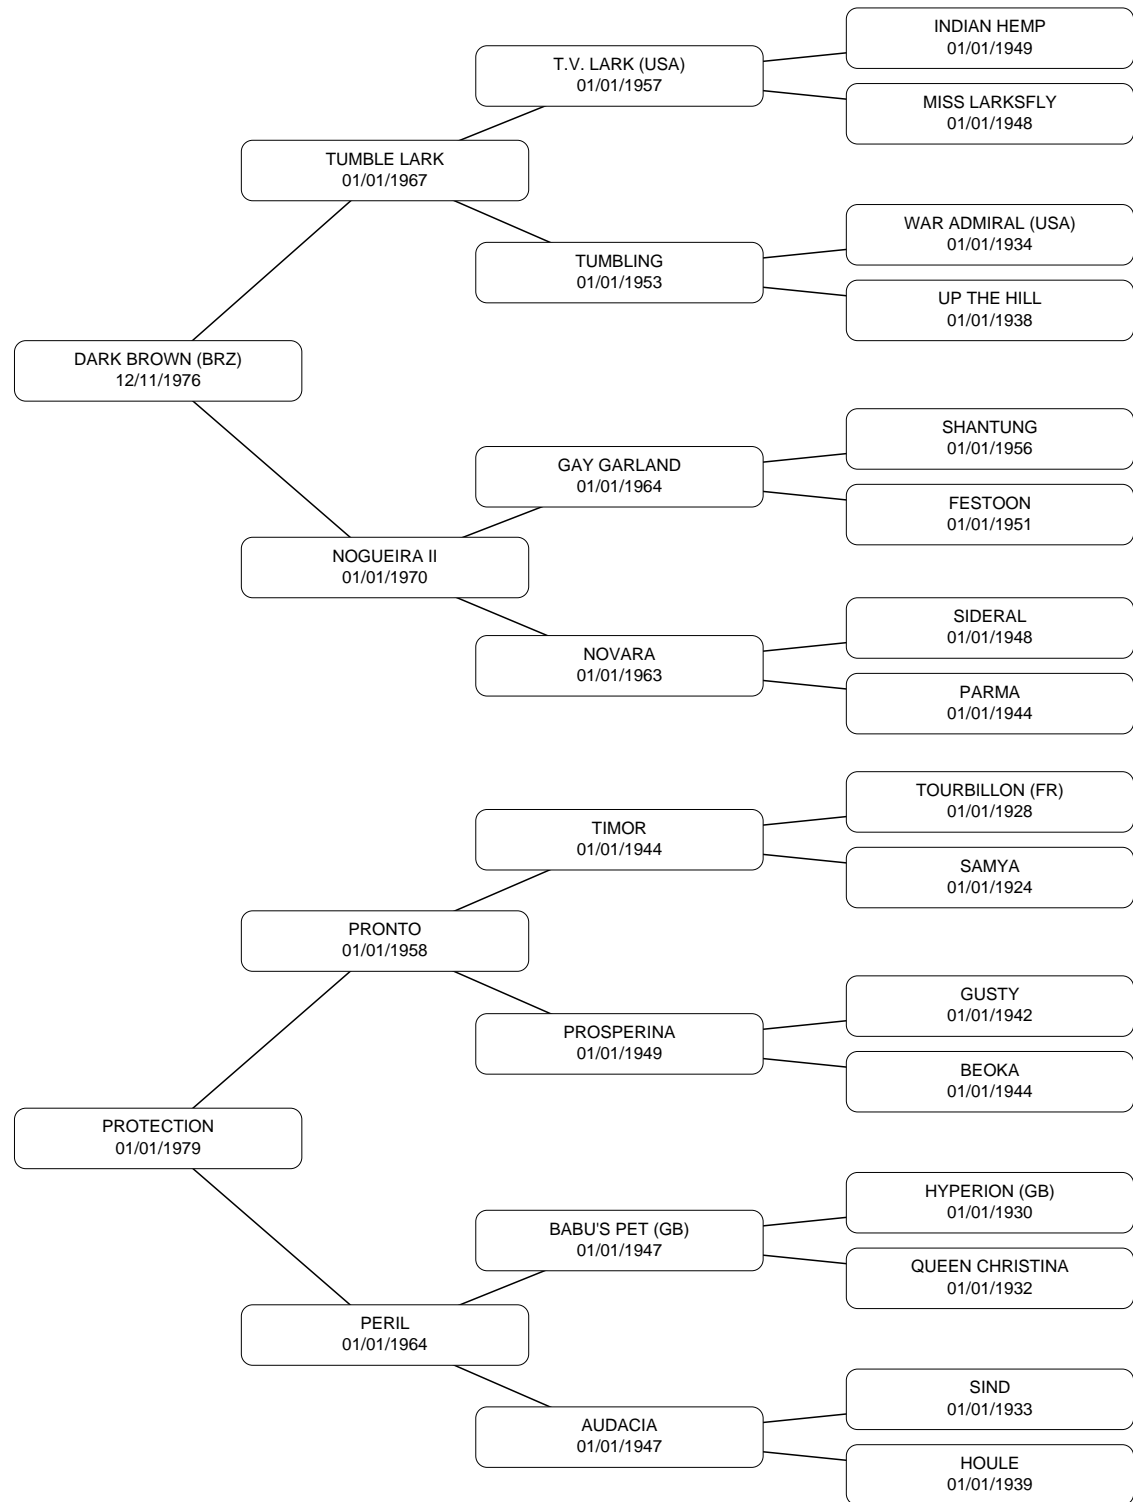 INDIAN HEMP
01/01/1949
T.V. LARK (USA)
01/01/1957
MISS LARKSFLY
01/01/1948
TUMBLE LARK
01/01/1967
WAR ADMIRAL (USA)
01/01/1934
TUMBLING
01/01/1953
UP THE HILL
01/01/1938
DARK BROWN (BRZ)
12/11/1976
SHANTUNG
01/01/1956
GAY GARLAND
01/01/1964
FESTOON
01/01/1951
NOGUEIRA II
01/01/1970
SIDERAL
01/01/1948
NOVARA
01/01/1963
PARMA
01/01/1944
TOURBILLON (FR)
01/01/1928
TIMOR
01/01/1944
SAMYA
01/01/1924
PRONTO
01/01/1958
GUSTY
01/01/1942
PROSPERINA
01/01/1949
BEOKA
01/01/1944
PROTECTION
01/01/1979
HYPERION (GB)
01/01/1930
BABU'S PET (GB)
01/01/1947
QUEEN CHRISTINA
01/01/1932
PERIL
01/01/1964
SIND
01/01/1933
AUDACIA
01/01/1947
HOULE
01/01/1939